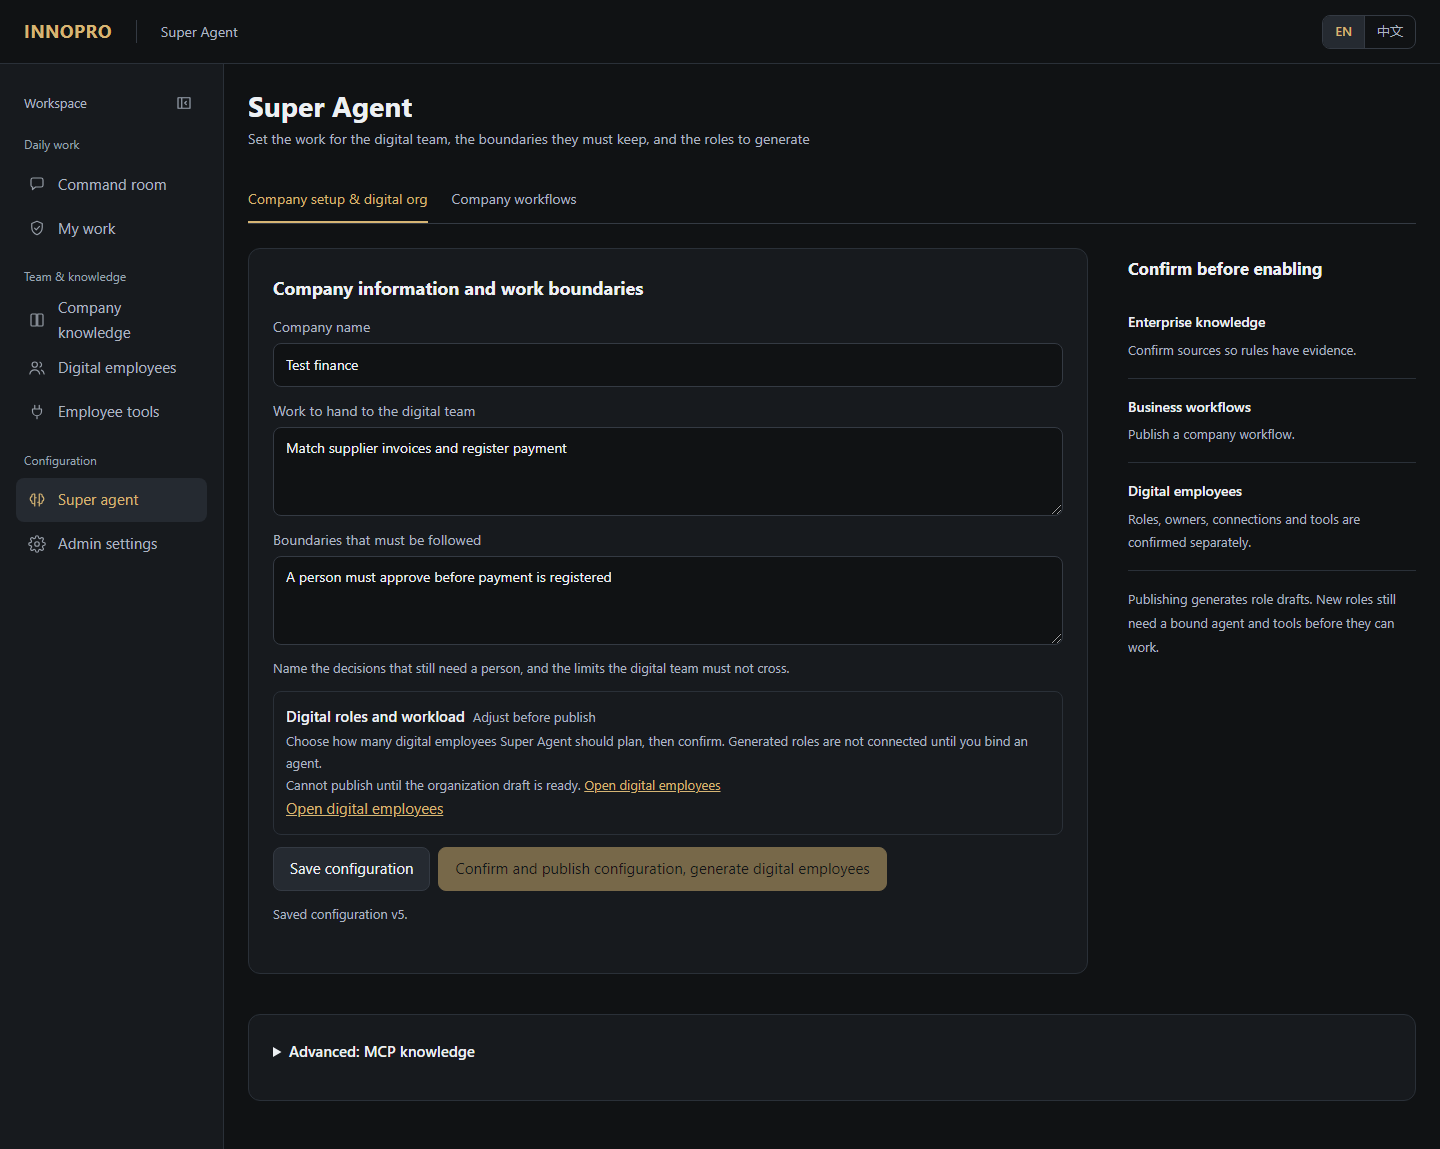 INNOPRO
Super Agent
EN
中文
Workspace
Daily work
Command room
My work
Team & knowledge
Company
knowledge
Digital employees
Employee tools
Configuration
Super agent
Admin settings
Super Agent
Set the work for the digital team, the boundaries they must keep, and the roles to generate
Company setup & digital org
Company workflows
Company information and work boundaries
Company name
Test finance
Work to hand to the digital team
Match supplier invoices and register payment
Boundaries that must be followed
A person must approve before payment is registered
Name the decisions that still need a person, and the limits the digital team must not cross.
Digital roles and workload Adjust before publish
Choose how many digital employees Super Agent should plan, then confirm. Generated roles are not connected until you bind an
agent.
Cannot publish until the organization draft is ready. Open digital employees
Open digital employees
Save configuration
Confirm and publish configuration, generate digital employees
Saved configuration v5.
Confirm before enabling
Enterprise knowledge
Confirm sources so rules have evidence.
Business workflows
Publish a company workflow.
Digital employees
Roles, owners, connections and tools are
confirmed separately.
Publishing generates role drafts. New roles still
need a bound agent and tools before they can
work.
Advanced: MCP knowledge